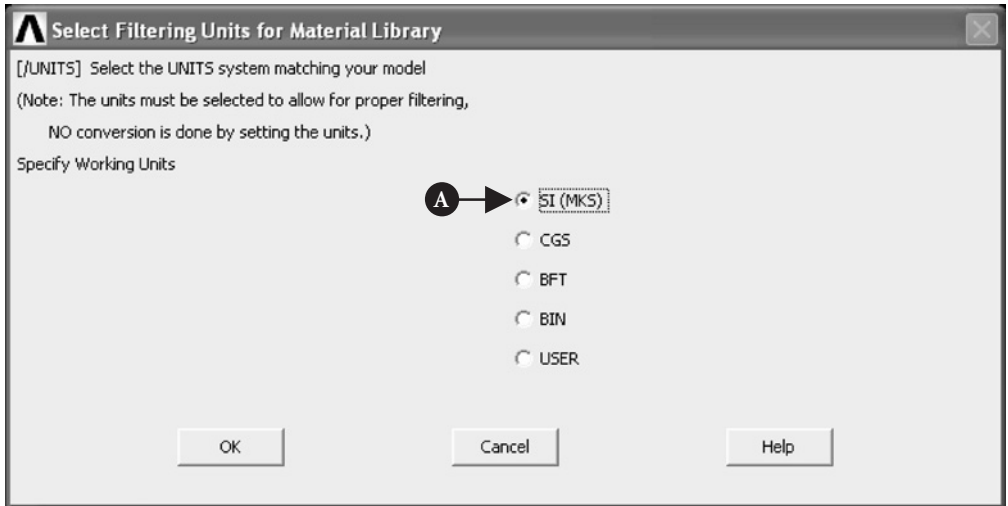 Select Filtering Units for Material Library
[/UNITS] Select the UNITS system matching your model
(Note: The units must be selected to allow for proper filtering,
NO conversion is done by setting the units.)
Specify Working Units
A SI (MKS)
CGS
BFT
BIN
USER
OK Cancel Help